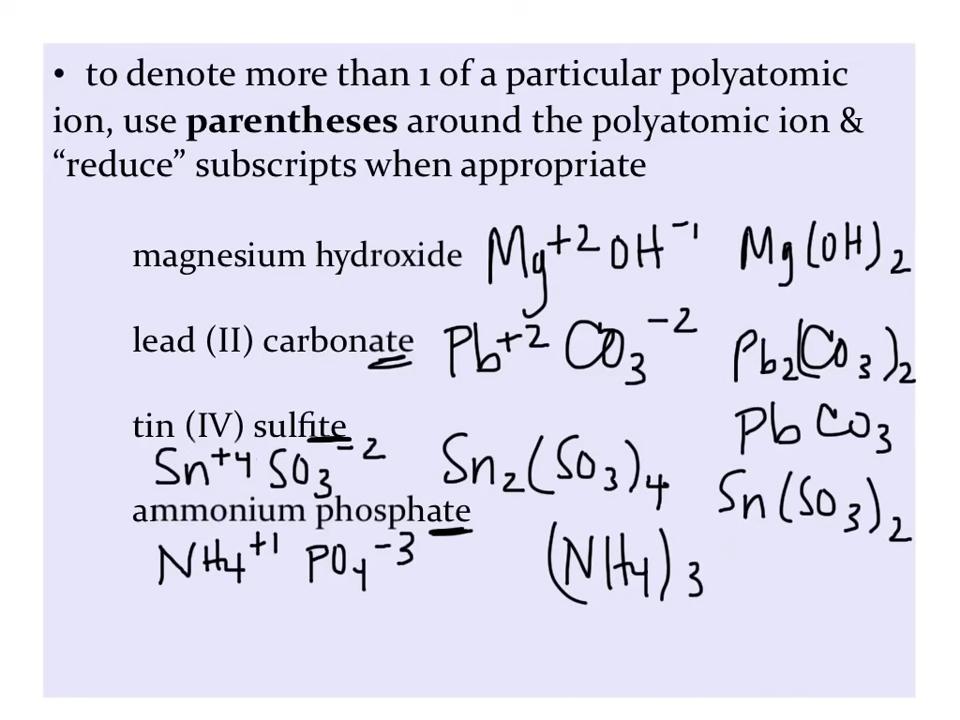 • to denote more than 1 of a particular polyatomic
ion, use parentheses around the polyatomic ion &
“reduce” subscripts when appropriate
magnesium hydroxide Mg+2 OH-1 Mg(OH)2
lead (II) carbonate Pb+2 CO3-2 Pb2(CO3)2
PbCO3
tin (IV) sulfite
Sn+4 SO3-2 Sn2(SO3)4 Sn(SO3)2
ammonium phosphate
NH4+1 PO4-3 (NH4)3